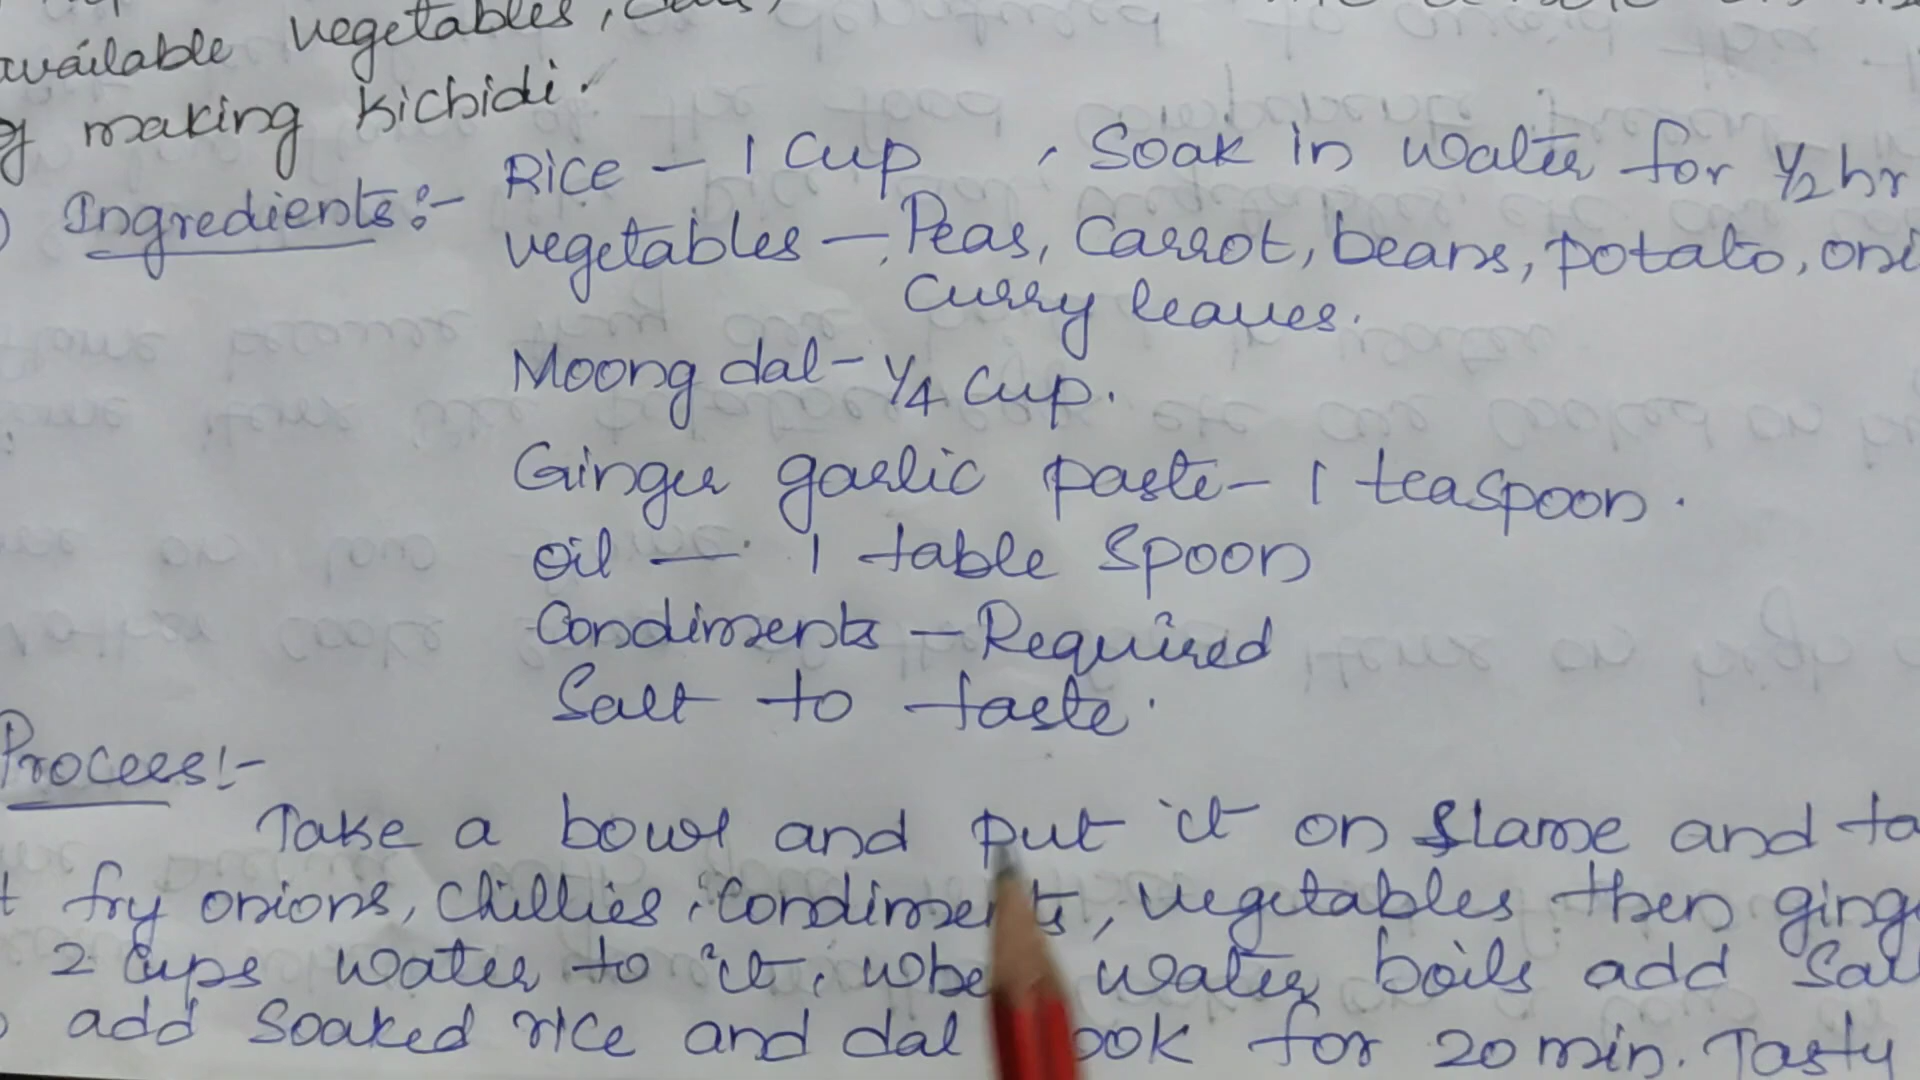 available vegetables,
making Kichidi.
Rice - 1 Cup , Soak in water for 1/2 hr
Ingredients:-
vegetables - Peas, Carrot, beans, potato,
Curry leaves.
Moong dal - 1/4 cup.
Ginger garlic paste - 1 teaspoon.
oil - 1 table spoon
Condiments - Required
Salt to taste.
Process:-
Take a bowl and put it on flame and
fry onions, chillies, condiments, vegetables then
2 cups water to it, when water boils add
add soaked rice and dal cook for 20 min. Tasty